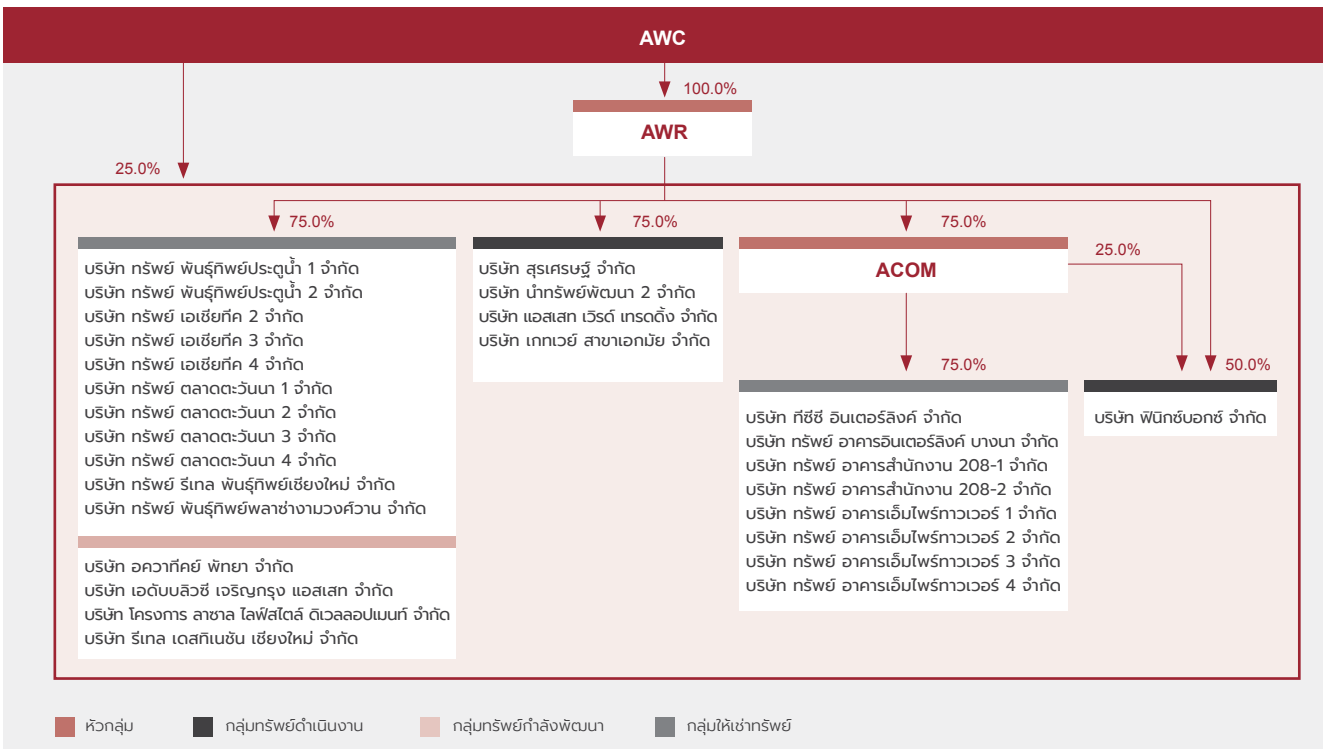 AWC
100.0%
AWR
25.0%
75.0%
75.0%
75.0%
บริษัท ทรัพย์ พันธุ์ทิพย์ประตูน้ำ 1 จำกัด
บริษัท ทรัพย์ พันธุ์ทิพย์ประตูน้ำ 2 จำกัด
บริษัท ทรัพย์ เอเชียทีค 2 จำกัด
บริษัท ทรัพย์ เอเชียทีค 3 จำกัด
บริษัท ทรัพย์ เอเชียทีค 4 จำกัด
บริษัท ทรัพย์ ตลาดตะวันนา 1 จำกัด
บริษัท ทรัพย์ ตลาดตะวันนา 2 จำกัด
บริษัท ทรัพย์ ตลาดตะวันนา 3 จำกัด
บริษัท ทรัพย์ ตลาดตะวันนา 4 จำกัด
บริษัท ทรัพย์ รีเทล พันธุ์ทิพย์เชียงใหม่ จำกัด
บริษัท ทรัพย์ พันธุ์ทิพย์พลาซ่างามวงศ์วาน จำกัด
บริษัท อควาทีคย์ พัทยา จำกัด
บริษัท เอดับบลิวซี เจริญกรุง แอสเสท จำกัด
บริษัท โครงการ ลาซาล ไลฟ์สไตล์ ดิเวลลอปเมนท์ จำกัด
บริษัท รีเทล เดสทิเนชัน เชียงใหม่ จำกัด
บริษัท สุรเศรษฐ์ จำกัด
บริษัท นำทรัพย์พัฒนา 2 จำกัด
บริษัท แอสเสท เวิรด์ เทรดดิ้ง จำกัด
บริษัท เกทเวย์ สาขาเอกมัย จำกัด
ACOM
25.0%
75.0%
50.0%
บริษัท ทีซีซี อินเตอร์ลิงค์ จำกัด
บริษัท ทรัพย์ อาคารอินเตอร์ลิงค์ บางนา จำกัด
บริษัท ทรัพย์ อาคารสำนักงาน 208-1 จำกัด
บริษัท ทรัพย์ อาคารสำนักงาน 208-2 จำกัด
บริษัท ทรัพย์ อาคารเอ็มไพร์ทาวเวอร์ 1 จำกัด
บริษัท ทรัพย์ อาคารเอ็มไพร์ทาวเวอร์ 2 จำกัด
บริษัท ทรัพย์ อาคารเอ็มไพร์ทาวเวอร์ 3 จำกัด
บริษัท ทรัพย์ อาคารเอ็มไพร์ทาวเวอร์ 4 จำกัด
บริษัท ฟินิกซ์บอกซ์ จำกัด
หัวกลุ่ม
กลุ่มทรัพย์ดำเนินงาน
กลุ่มทรัพย์กำลังพัฒนา
กลุ่มให้เช่าทรัพย์